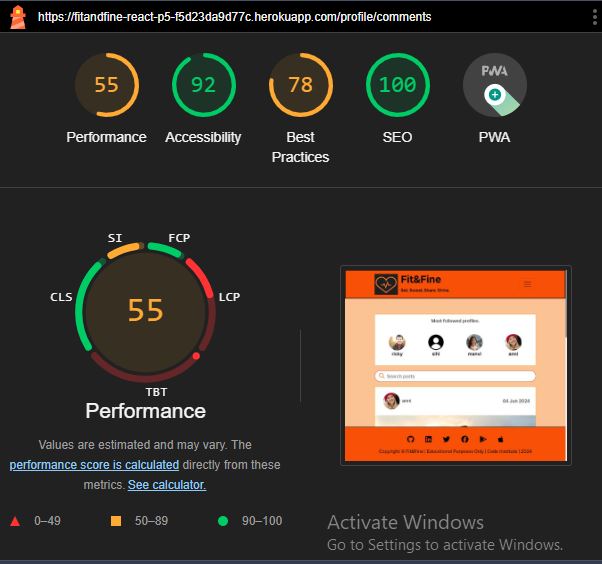 https://fitandfine-react-p5-f5d23da9d77c.herokuapp.com/profile/comments
55
92
78
100
PWA
Performance
Accessibility
Best
Practices
SEO
PWA
SI
FCP
CLS
LCP
55
TBT
Performance
Values are estimated and may vary. The
performance score is calculated directly from these
metrics. See calculator.
0–49
50–89
90–100
Fit&Fine
Eat. Sweat. Share. Shine.
Most followed profiles.
ricky
sihi
mansi
anni
Search posts
anni
04 Jun 2024
Copyright © Fit&Fine | Educational Purposes Only | Code Institute | 2024
Activate Windows
Go to Settings to activate Windows.